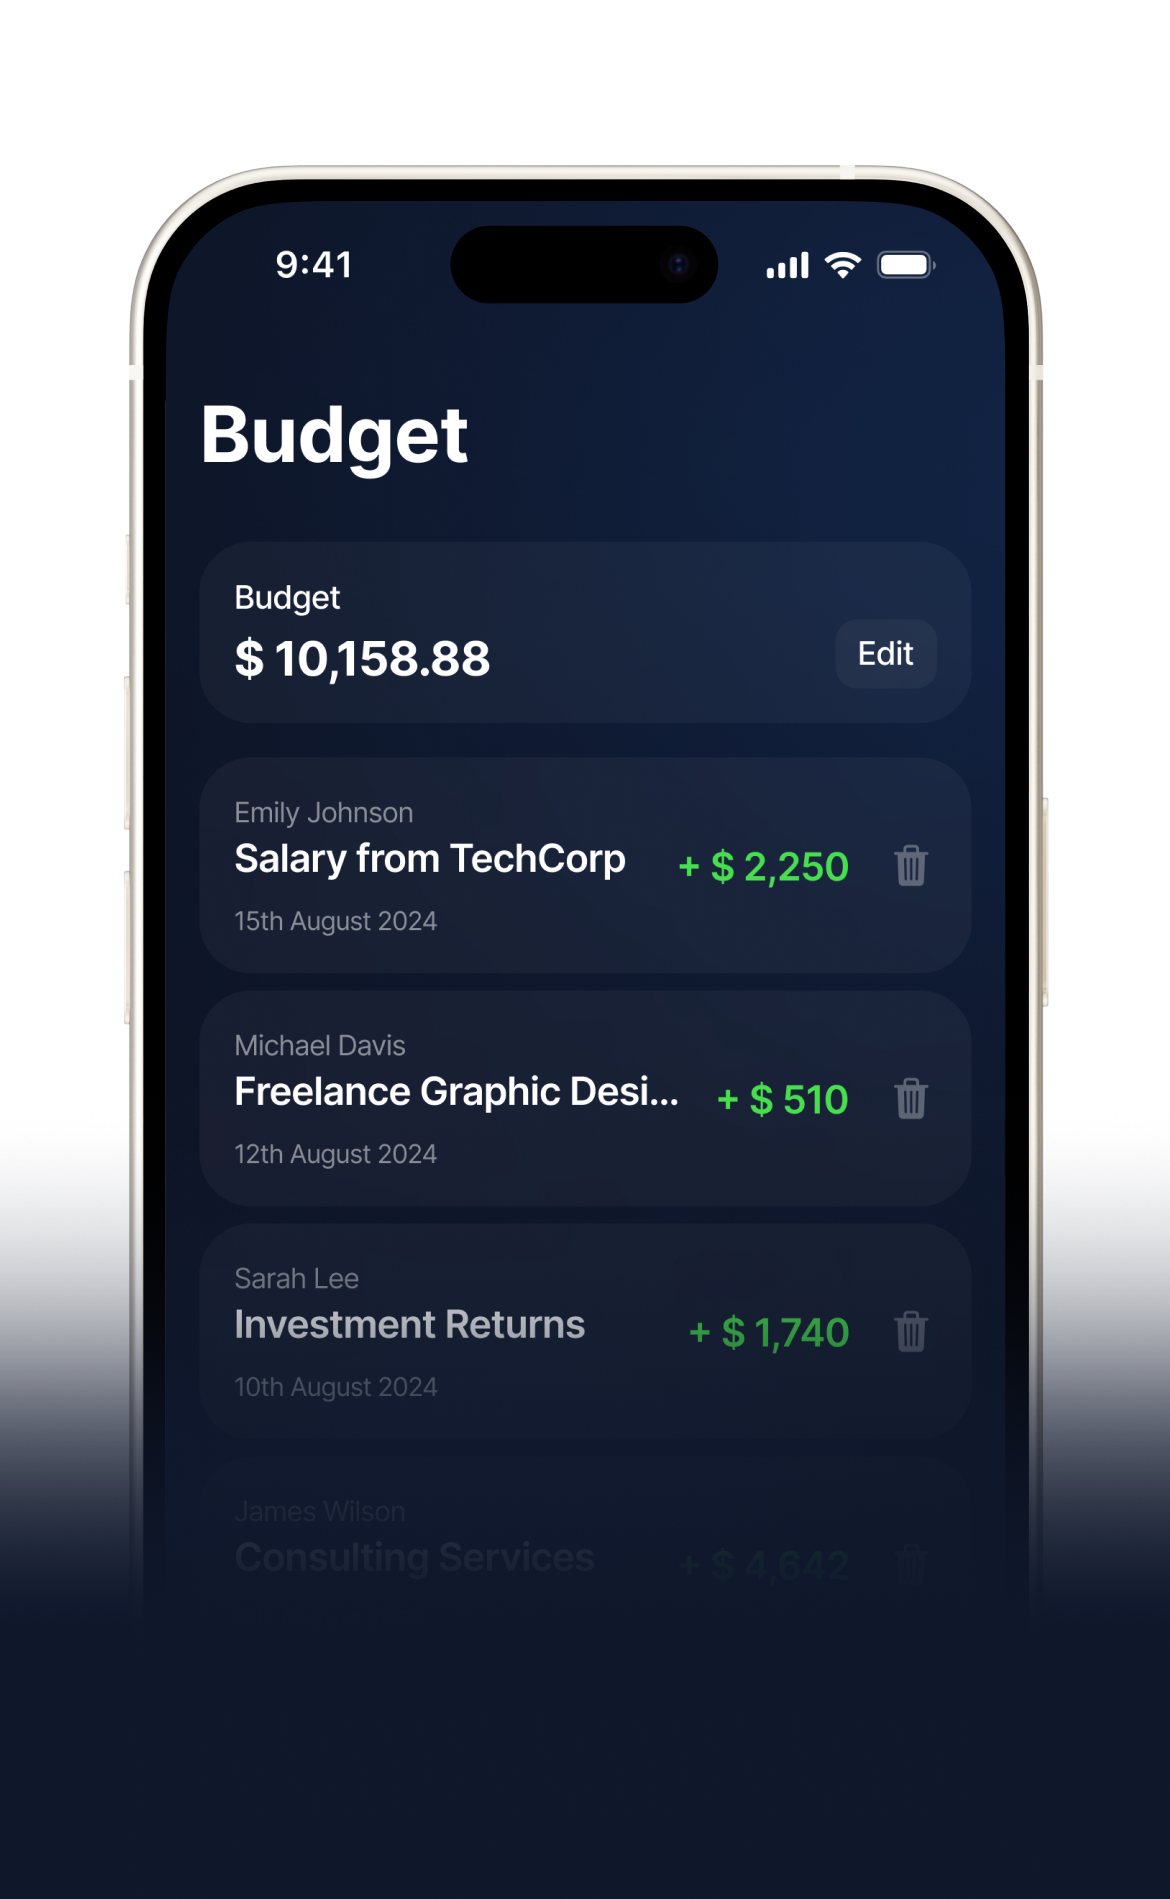 9:41
Budget
Budget
$ 10,158.88
Edit
Emily Johnson
Salary from TechCorp
+ $ 2,250
15th August 2024
Michael Davis
Freelance Graphic Desi...
+ $ 510
12th August 2024
Sarah Lee
Investment Returns
+ $ 1,740
10th August 2024
James Wilson
Consulting Services
+ $ 4,642